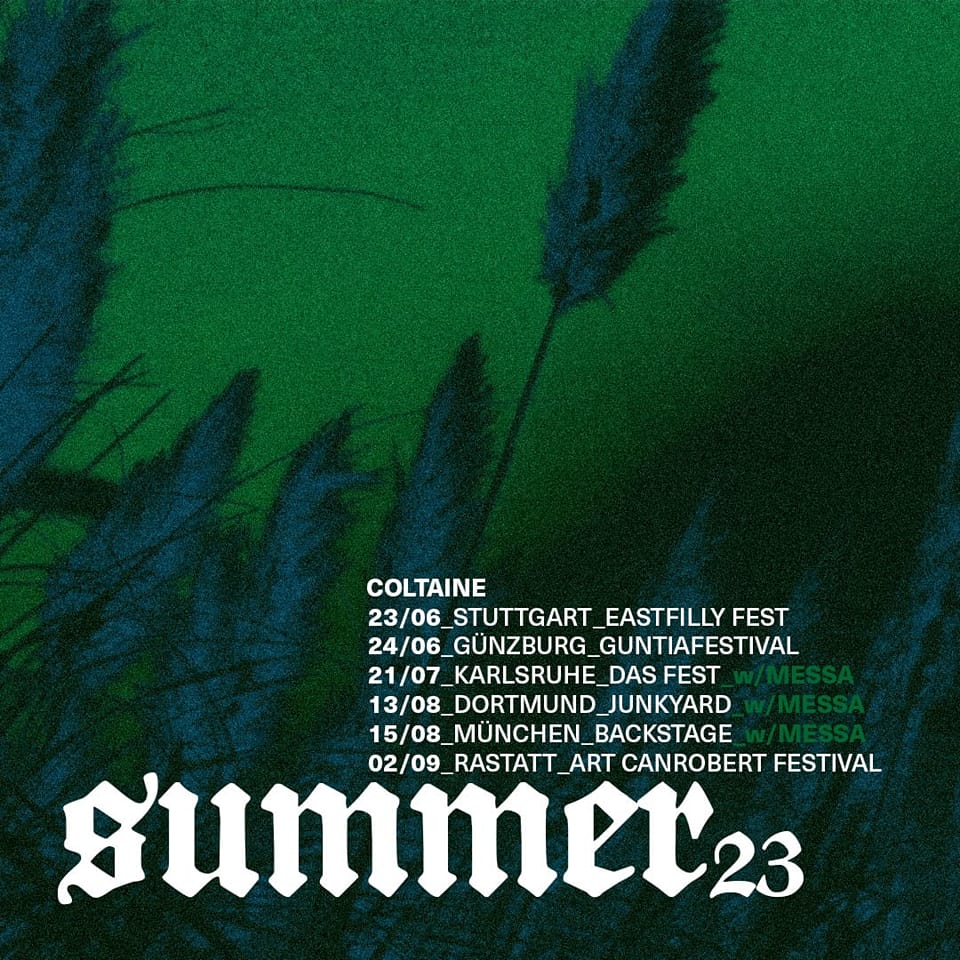 COLTAINE
23/06_STUTTGART_EASTFILLY FEST
24/06_GÜNZBURG_GUNTIAFESTIVAL
21/07_KARLSRUHE_DAS FEST_w/MESSA
13/08_DORTMUND_JUNKYARD_w/MESSA
15/08_MÜNCHEN_BACKSTAGE_w/MESSA
02/09_RASTATT_ART CANROBERT FESTIVAL
summer23